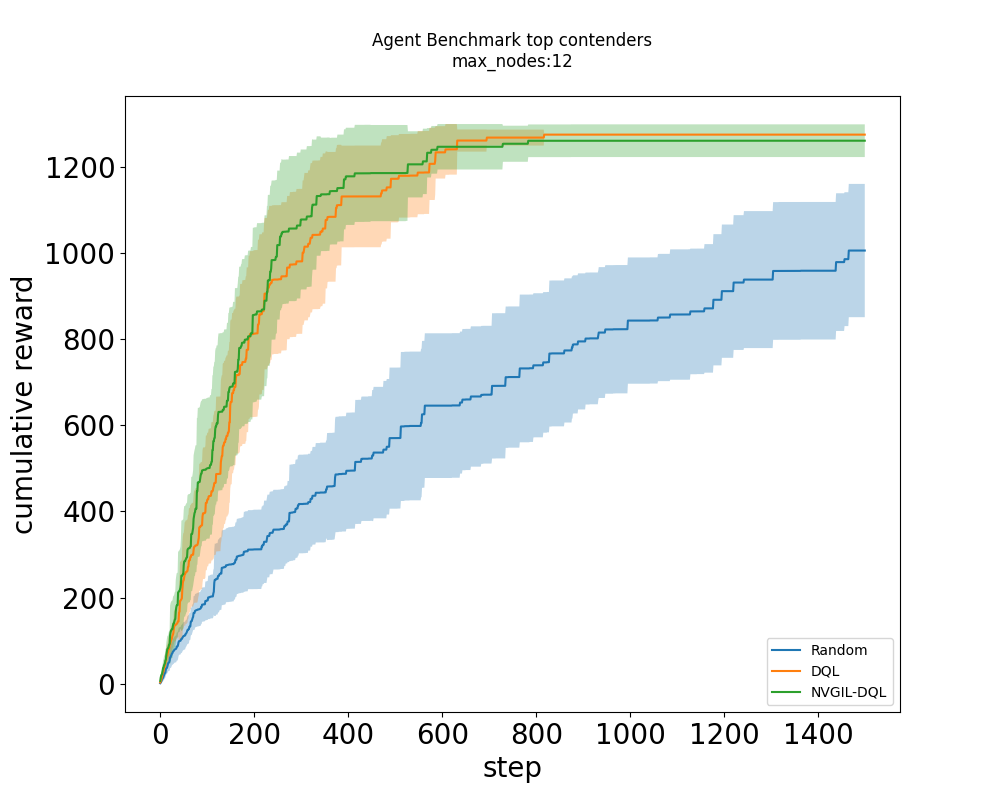 Agent Benchmark top contenders
max_nodes:12
cumulative reward
1200
1000
800
600
400
200
0
0 200 400 600 800 1000 1200 1400
step
Random
DQL
NVGIL-DQL